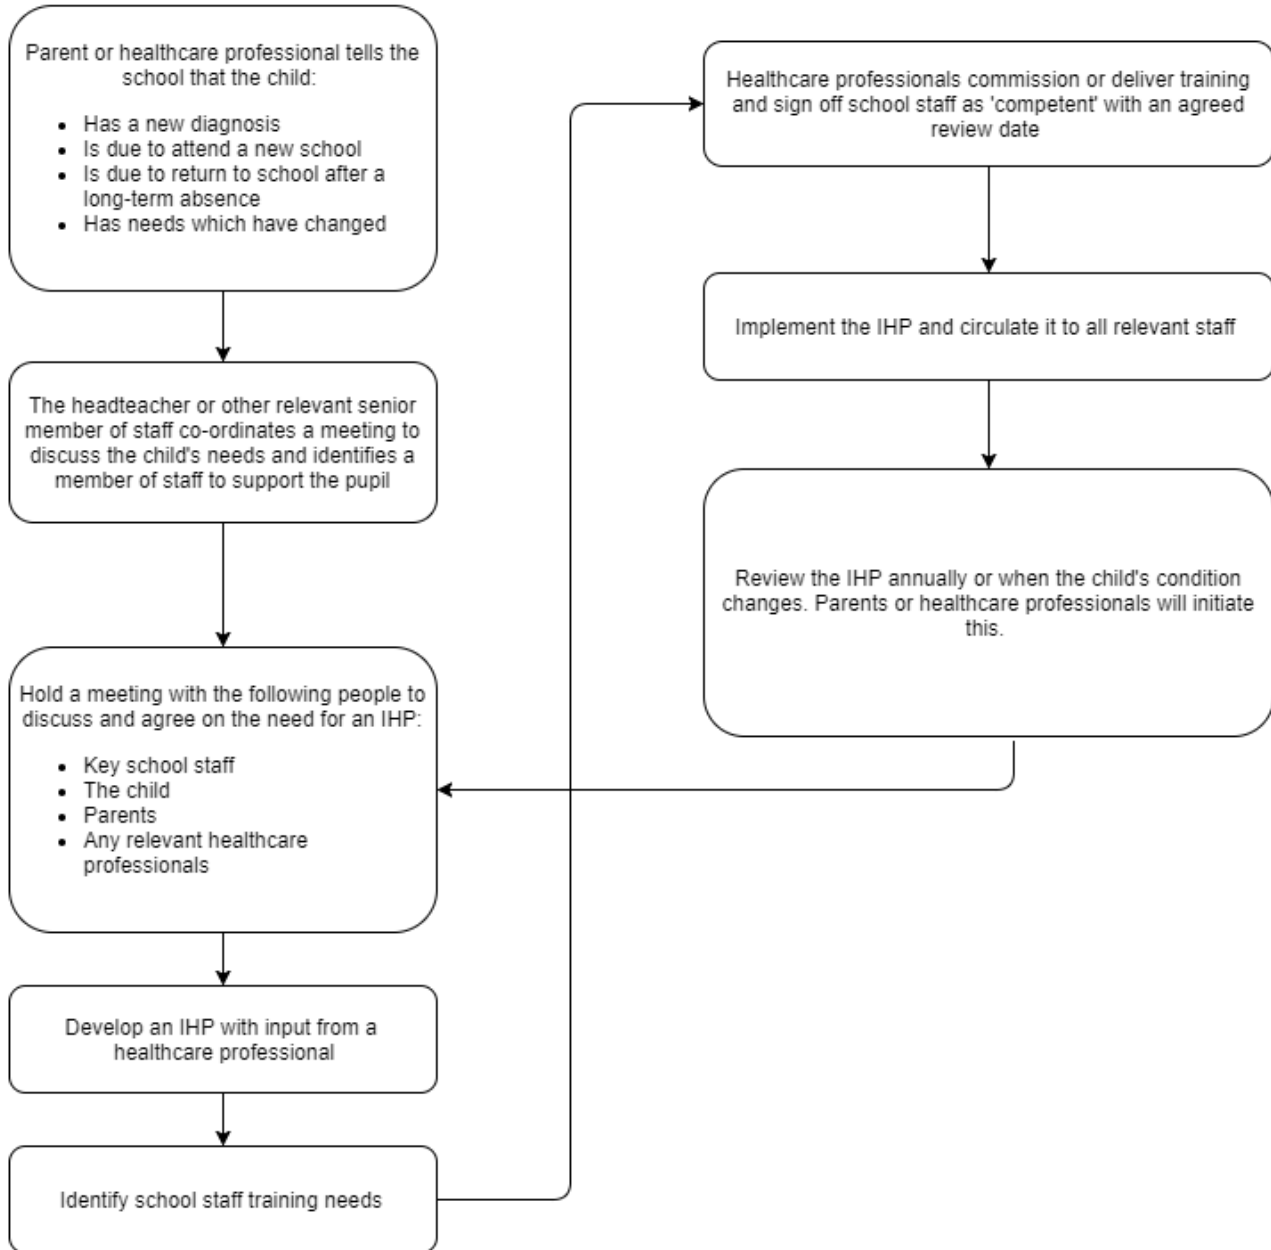 Parent or healthcare professional tells the
school that the child:
• Has a new diagnosis
• Is due to attend a new school
• Is due to return to school after a
long-term absence
• Has needs which have changed
The headteacher or other relevant senior
member of staff co-ordinates a meeting to
discuss the child's needs and identifies a
member of staff to support the pupil
Hold a meeting with the following people to
discuss and agree on the need for an IHP:
• Key school staff
• The child
• Parents
• Any relevant healthcare
professionals
Develop an IHP with input from a
healthcare professional
Identify school staff training needs
Healthcare professionals commission or deliver training
and sign off school staff as 'competent' with an agreed
review date
Implement the IHP and circulate it to all relevant staff
Review the IHP annually or when the child's condition
changes. Parents or healthcare professionals will initiate
this.